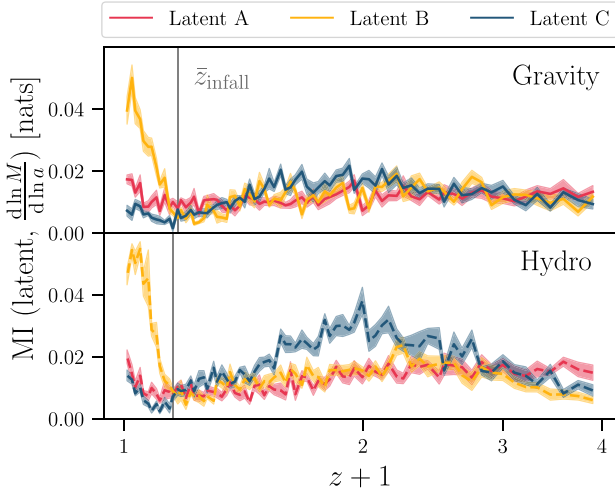 Latent A Latent B Latent C
Gravity
z̄infall
0.04
0.02
0.00
Hydro
0.04
0.02
0.00
MI (latent, d ln M / d ln a) [nats]
1 2 3 4
z + 1